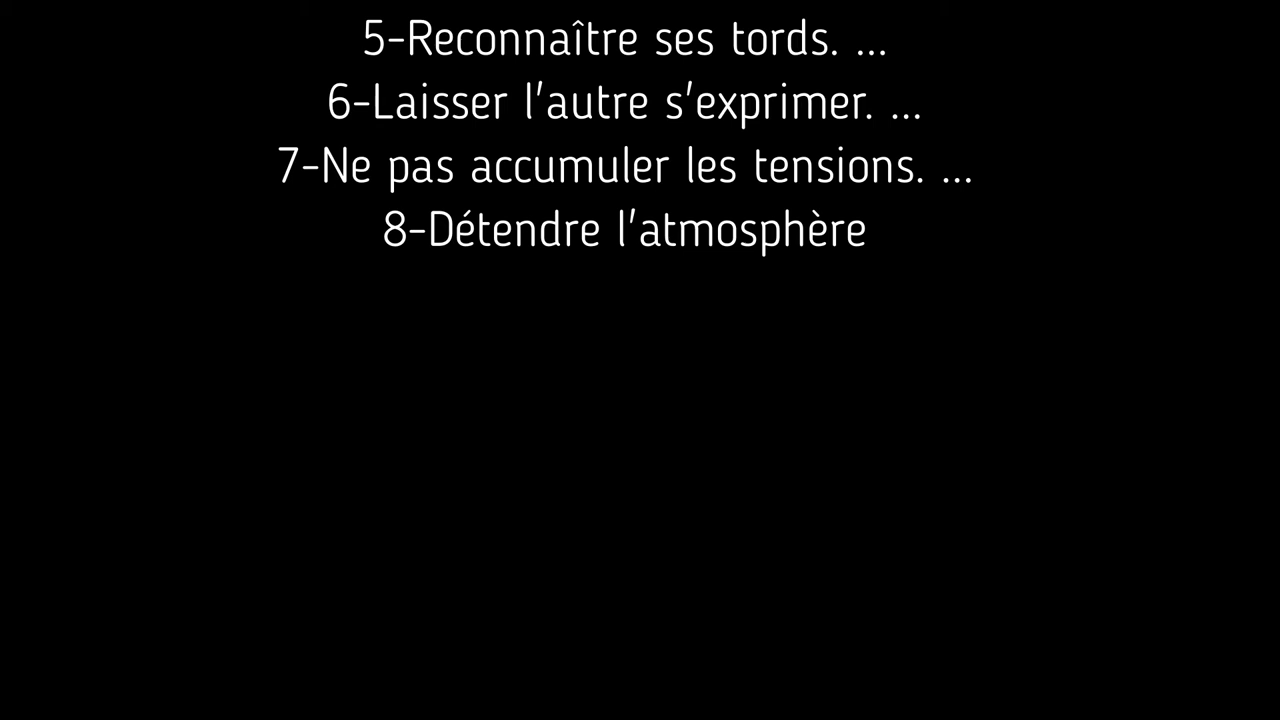 5-Reconnaître ses tords. ...
6-Laisser l'autre s'exprimer. ...
7-Ne pas accumuler les tensions. ...
8-Détendre l'atmosphère